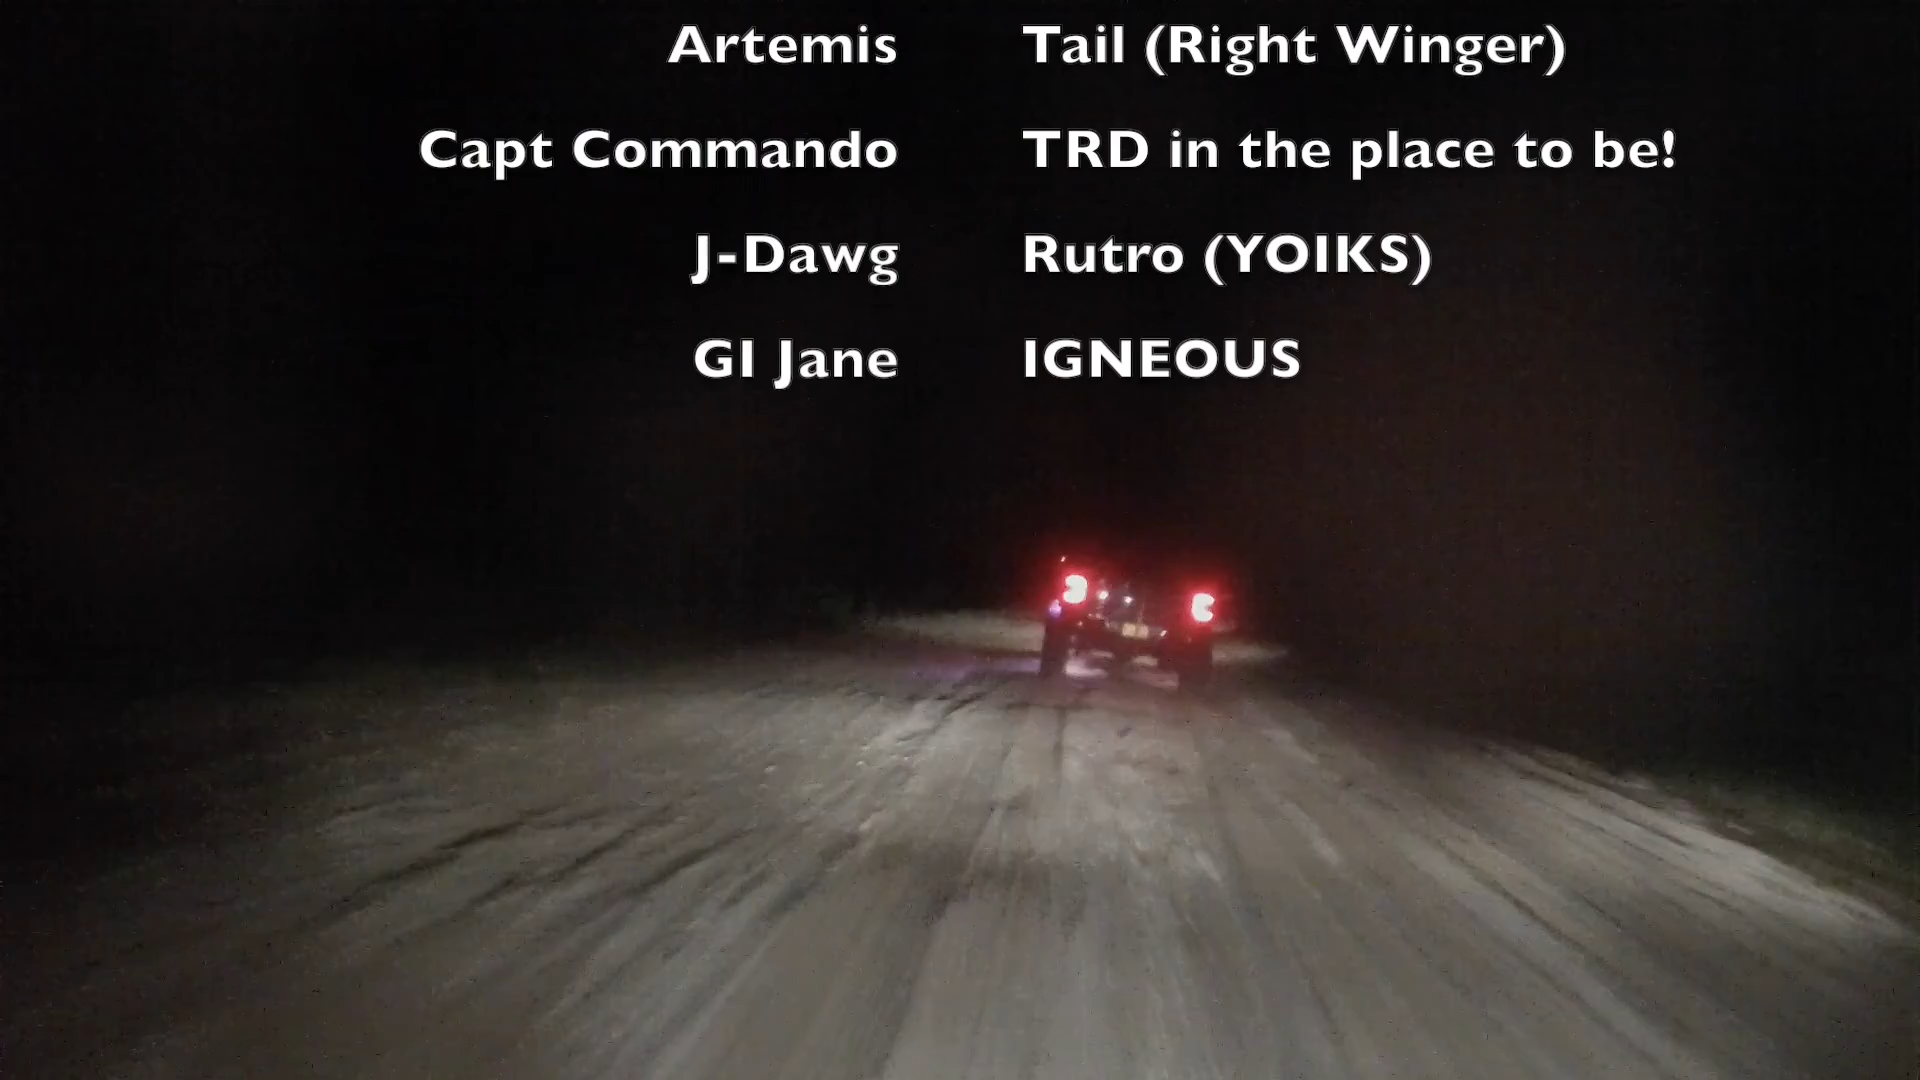 Artemis Tail (Right Winger)
Capt Commando TRD in the place to be!
J-Dawg Rutro (YOIKS)
GI Jane IGNEOUS